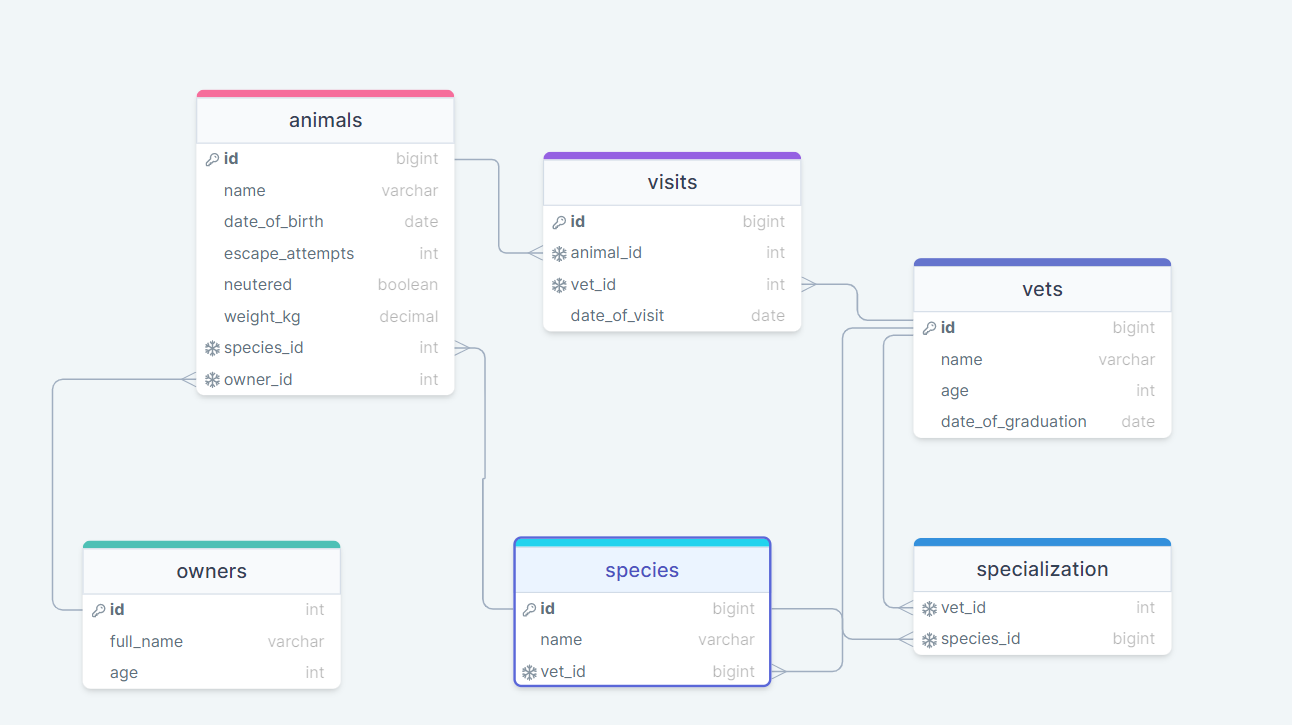 animals
id bigint
name varchar
date_of_birth date
escape_attempts int
neutered boolean
weight_kg decimal
species_id int
owner_id int
visits
id bigint
animal_id int
vet_id int
date_of_visit date
vets
id bigint
name varchar
age int
date_of_graduation date
owners
id int
full_name varchar
age int
species
id bigint
name varchar
vet_id bigint
specialization
vet_id int
species_id bigint